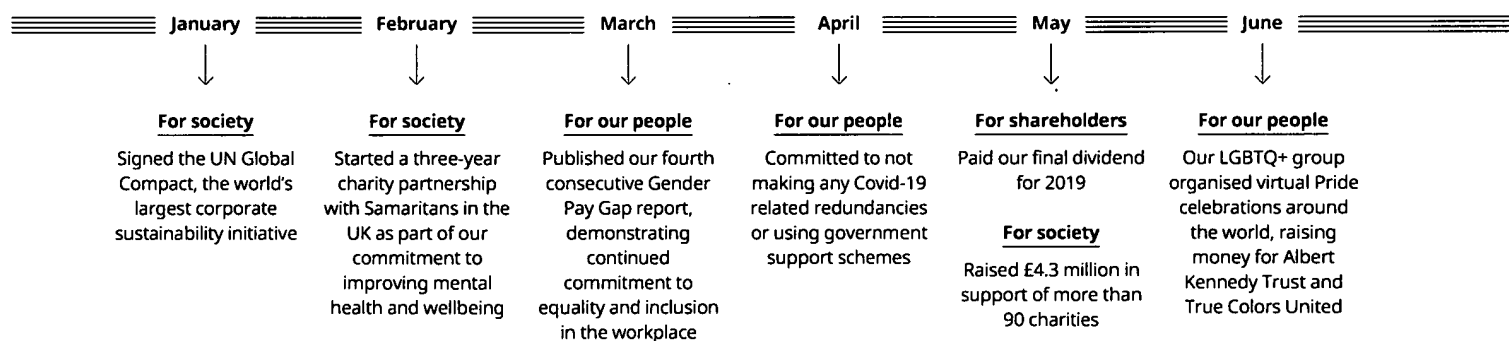 January
February
March
April
May
June
For society
Signed the UN Global
Compact, the world's
largest corporate
sustainability initiative
For society
Started a three-year
charity partnership
with Samaritans in the
UK as part of our
commitment to
improving mental
health and wellbeing
For our people
Published our fourth
consecutive Gender
Pay Gap report,
demonstrating
continued
commitment to
equality and inclusion
in the workplace
For our people
Committed to not
making any Covid-19
related redundancies
or using government
support schemes
For shareholders
Paid our final dividend
for 2019
For society
Raised £4.3 million in
support of more than
90 charities
For our people
Our LGBTQ+ group
organised virtual Pride
celebrations around
the world, raising
money for Albert
Kennedy Trust and
True Colors United